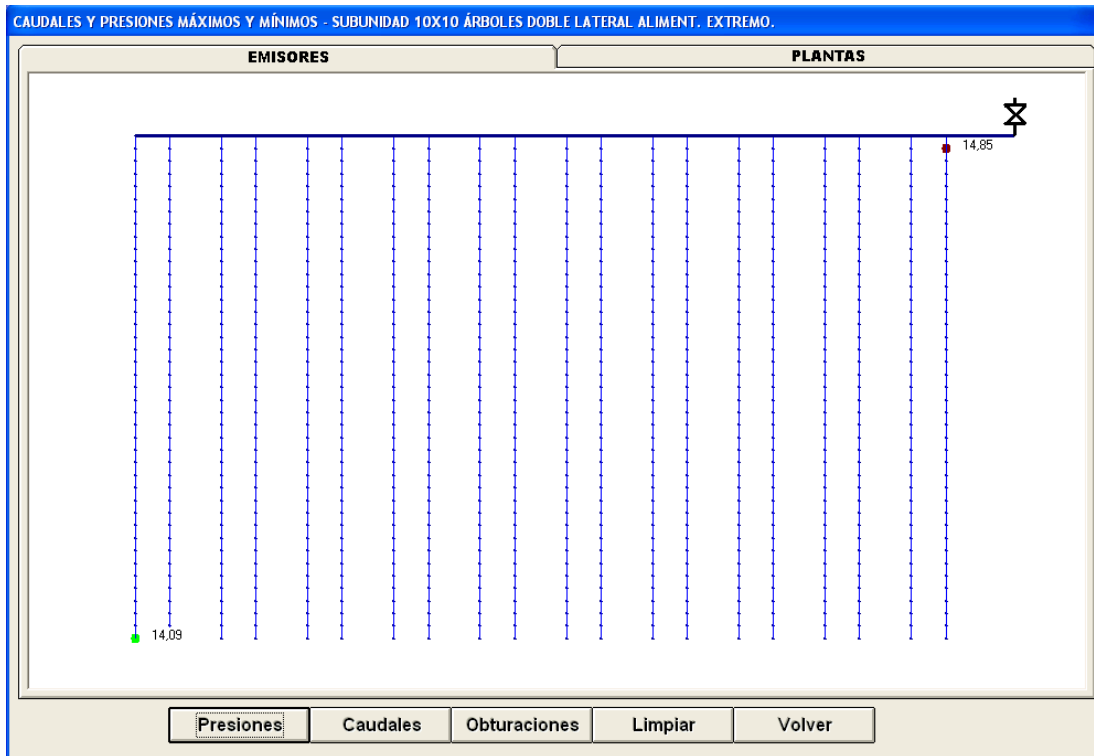 CAUDALES Y PRESIONES MÁXIMOS Y MÍNIMOS - SUBUNIDAD 10X10 ÁRBOLES DOBLE LATERAL ALIMENT. EXTREMO.
EMISORES
PLANTAS
14,85
14,09
Presiones
Caudales
Obturaciones
Limpiar
Volver